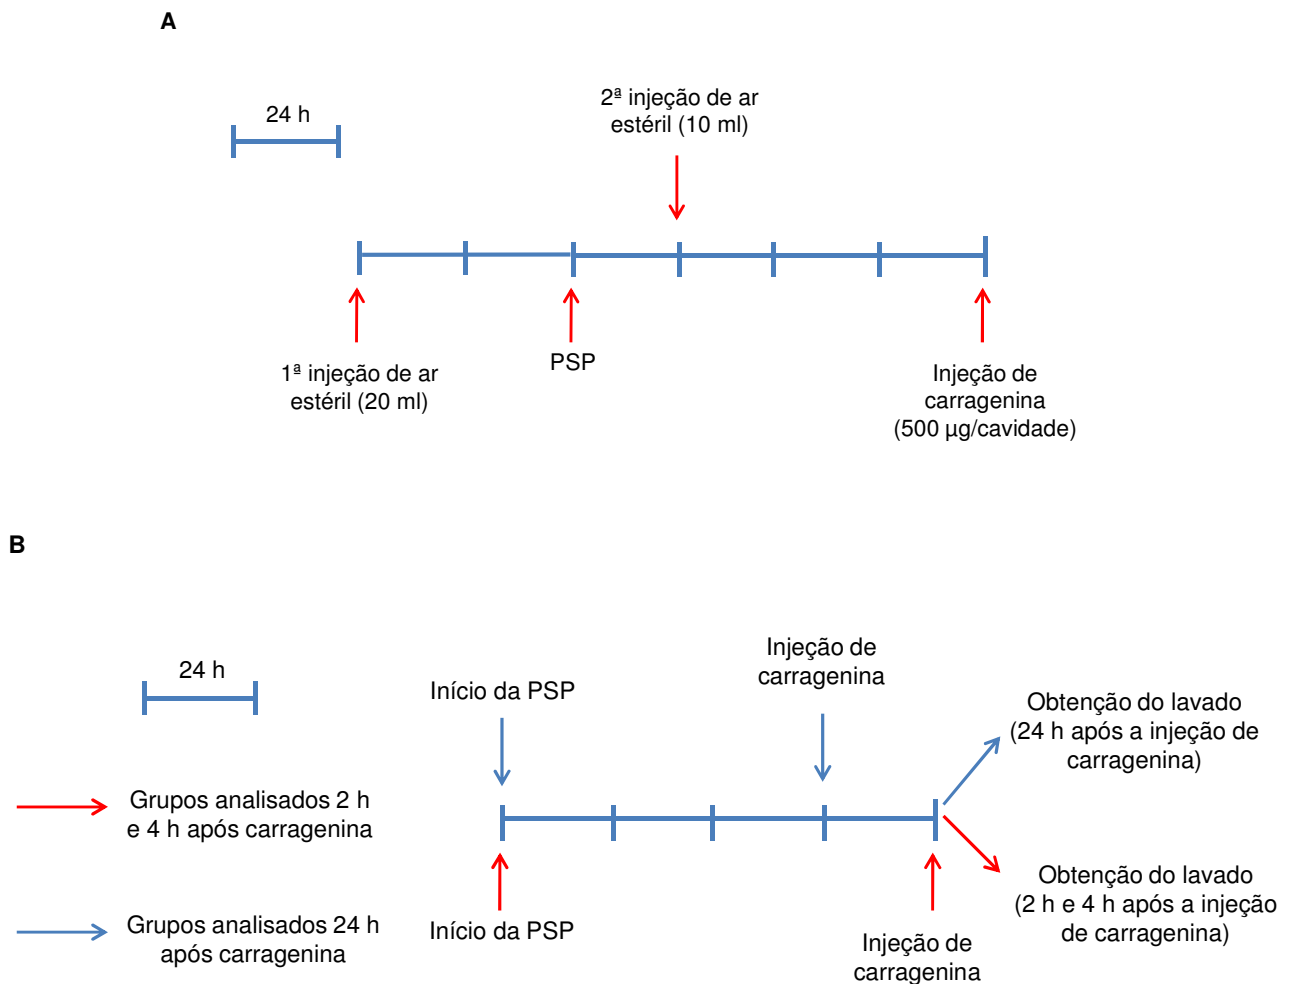 A
24 h
2ª injeção de ar
estéril (10 ml)
1ª injeção de ar
estéril (20 ml)
PSP
Injeção de
carragenina
(500 µg/cavidade)
B
24 h
Grupos analisados 2 h
e 4 h após carragenina
Grupos analisados 24 h
após carragenina
Início da PSP
Injeção de
carragenina
Obtenção do lavado
(24 h após a injeção de
carragenina)
Início da PSP
Injeção de
carragenina
Obtenção do lavado
(2 h e 4 h após a injeção
de carragenina)